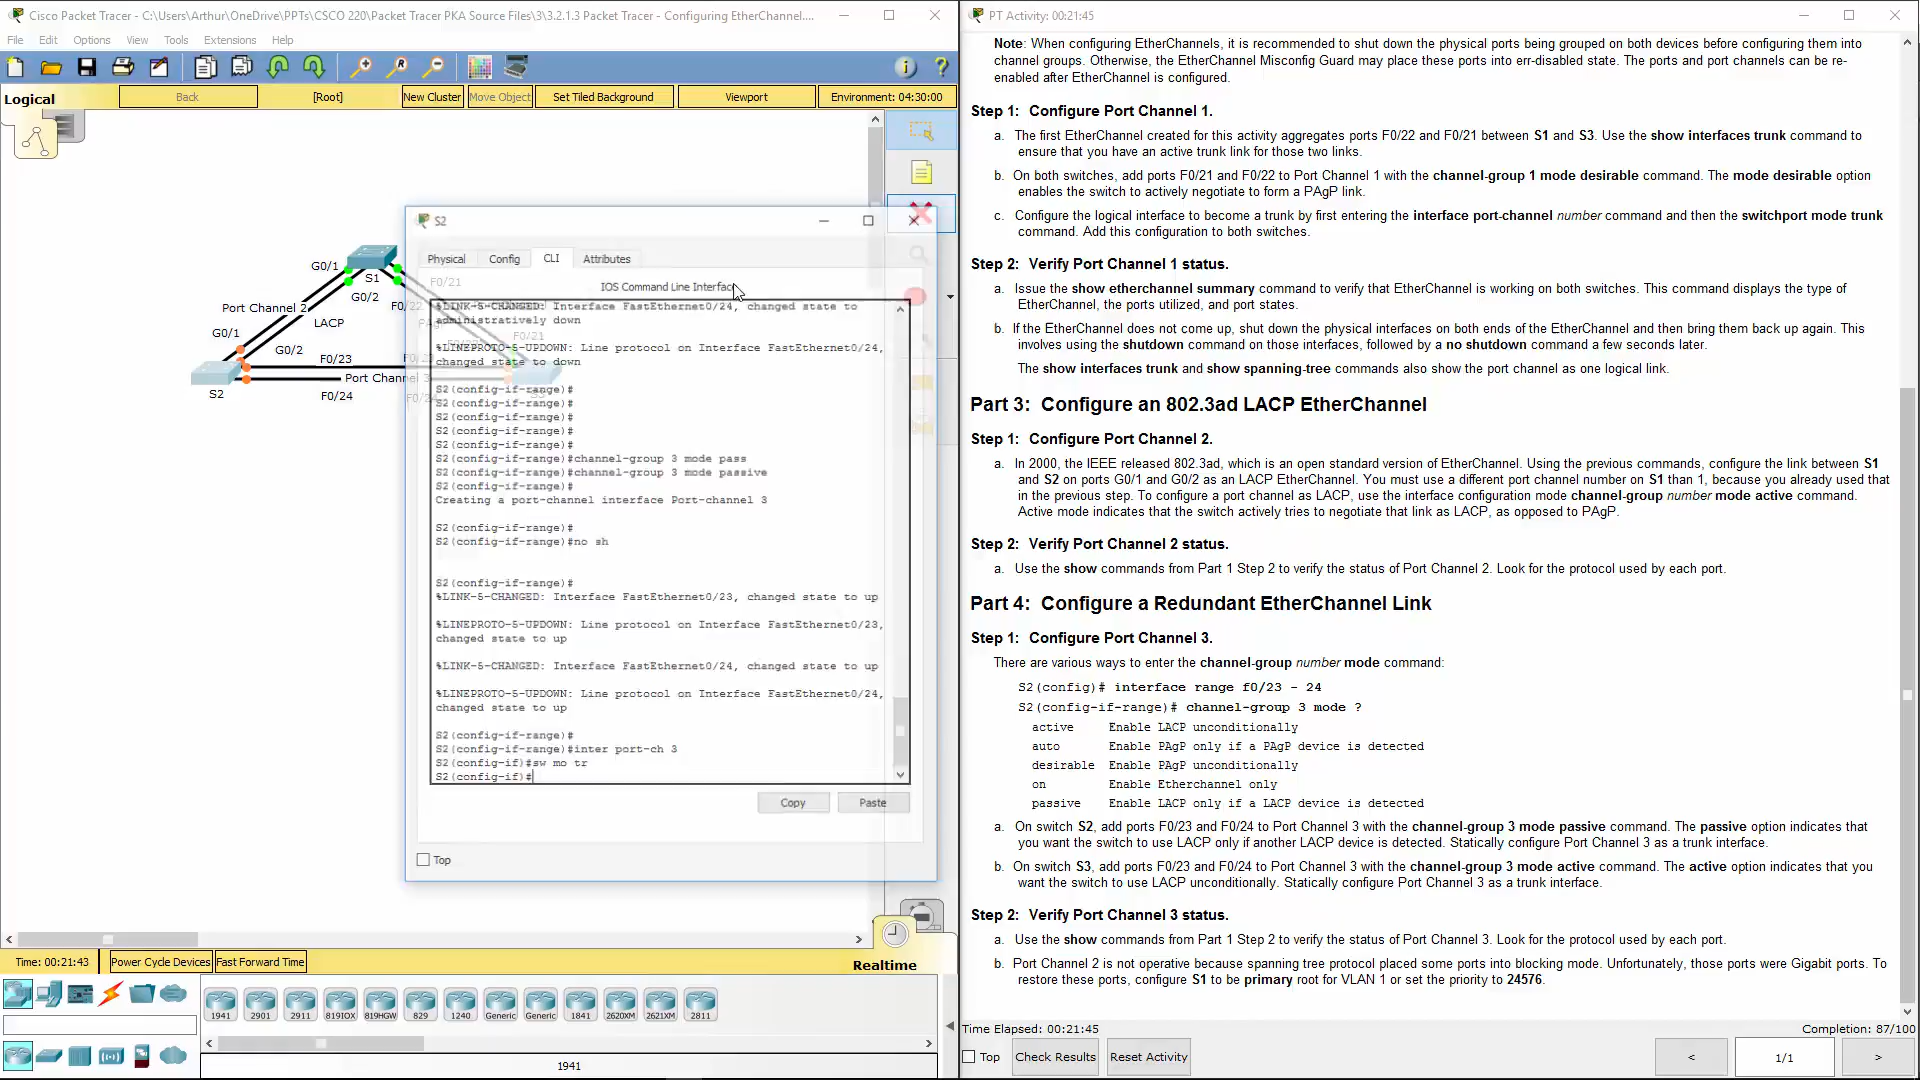 Cisco Packet Tracer - C:\Users\Arthur\OneDrive\PPTs\CSCO 220\Packet Tracer PKA Source Files\3\3.2.1.3 Packet Tracer - Configuring EtherChannel....
File Edit Options View Tools Extensions Help
Logical Back [Root] New Cluster Move Object Set Tiled Background Viewport Environment: 04:30:00
G0/1
S1
G0/2
F0/21
F0/22
Port Channel 2
LACP
G0/1
G0/2
F0/21
F0/23
S2
Port Channel 3
F0/24
S2
Physical Config CLI Attributes
IOS Command Line Interface
%LINK-5-CHANGED: Interface FastEthernet0/24, changed state to
administratively down
%LINEPROTO-5-UPDOWN: Line protocol on Interface FastEthernet0/24,
changed state to down
S2(config-if-range)#
S2(config-if-range)#
S2(config-if-range)#
S2(config-if-range)#
S2(config-if-range)#
S2(config-if-range)#channel-group 3 mode pass
S2(config-if-range)#channel-group 3 mode passive
S2(config-if-range)#
Creating a port-channel interface Port-channel 3
S2(config-if-range)#
S2(config-if-range)#no sh
S2(config-if-range)#
%LINK-5-CHANGED: Interface FastEthernet0/23, changed state to up
%LINEPROTO-5-UPDOWN: Line protocol on Interface FastEthernet0/23,
changed state to up
%LINK-5-CHANGED: Interface FastEthernet0/24, changed state to up
%LINEPROTO-5-UPDOWN: Line protocol on Interface FastEthernet0/24,
changed state to up
S2(config-if-range)#
S2(config-if-range)#inter port-ch 3
S2(config-if)#sw mo tr
S2(config-if)#
Copy Paste
Top
Realtime
Time: 00:21:43 Power Cycle Devices Fast Forward Time
1941 2901 2911 819IOX 819HGW 829 1240 Generic Generic 1841 2620XM 2621XM 2811
1941
PT Activity: 00:21:45
Note: When configuring EtherChannels, it is recommended to shut down the physical ports being grouped on both devices before configuring them into
channel groups. Otherwise, the EtherChannel Misconfig Guard may place these ports into err-disabled state. The ports and port channels can be re-
enabled after EtherChannel is configured.
Step 1: Configure Port Channel 1.
a. The first EtherChannel created for this activity aggregates ports F0/22 and F0/21 between S1 and S3. Use the show interfaces trunk command to
ensure that you have an active trunk link for those two links.
b. On both switches, add ports F0/21 and F0/22 to Port Channel 1 with the channel-group 1 mode desirable command. The mode desirable option
enables the switch to actively negotiate to form a PAgP link.
c. Configure the logical interface to become a trunk by first entering the interface port-channel number command and then the switchport mode trunk
command. Add this configuration to both switches.
Step 2: Verify Port Channel 1 status.
a. Issue the show etherchannel summary command to verify that EtherChannel is working on both switches. This command displays the type of
EtherChannel, the ports utilized, and port states.
b. If the EtherChannel does not come up, shut down the physical interfaces on both ends of the EtherChannel and then bring them back up again. This
involves using the shutdown command on those interfaces, followed by a no shutdown command a few seconds later.
The show interfaces trunk and show spanning-tree commands also show the port channel as one logical link.
Part 3: Configure an 802.3ad LACP EtherChannel
Step 1: Configure Port Channel 2.
a. In 2000, the IEEE released 802.3ad, which is an open standard version of EtherChannel. Using the previous commands, configure the link between S1
and S2 on ports G0/1 and G0/2 as an LACP EtherChannel. You must use a different port channel number on S1 than 1, because you already used that
in the previous step. To configure a port channel as LACP, use the interface configuration mode channel-group number mode active command.
Active mode indicates that the switch actively tries to negotiate that link as LACP, as opposed to PAgP.
Step 2: Verify Port Channel 2 status.
a. Use the show commands from Part 1 Step 2 to verify the status of Port Channel 2. Look for the protocol used by each port.
Part 4: Configure a Redundant EtherChannel Link
Step 1: Configure Port Channel 3.
There are various ways to enter the channel-group number mode command:
S2(config)# interface range f0/23 - 24
S2(config-if-range)# channel-group 3 mode ?
active Enable LACP unconditionally
auto Enable PAgP only if a PAgP device is detected
desirable Enable PAgP unconditionally
on Enable Etherchannel only
passive Enable LACP only if a LACP device is detected
a. On switch S2, add ports F0/23 and F0/24 to Port Channel 3 with the channel-group 3 mode passive command. The passive option indicates that
you want the switch to use LACP only if another LACP device is detected. Statically configure Port Channel 3 as a trunk interface.
b. On switch S3, add ports F0/23 and F0/24 to Port Channel 3 with the channel-group 3 mode active command. The active option indicates that you
want the switch to use LACP unconditionally. Statically configure Port Channel 3 as a trunk interface.
Step 2: Verify Port Channel 3 status.
a. Use the show commands from Part 1 Step 2 to verify the status of Port Channel 3. Look for the protocol used by each port.
b. Port Channel 2 is not operative because spanning tree protocol placed some ports into blocking mode. Unfortunately, those ports were Gigabit ports. To
restore these ports, configure S1 to be primary root for VLAN 1 or set the priority to 24576.
Time Elapsed: 00:21:45 Completion: 87/100
Top Check Results Reset Activity < 1/1 >